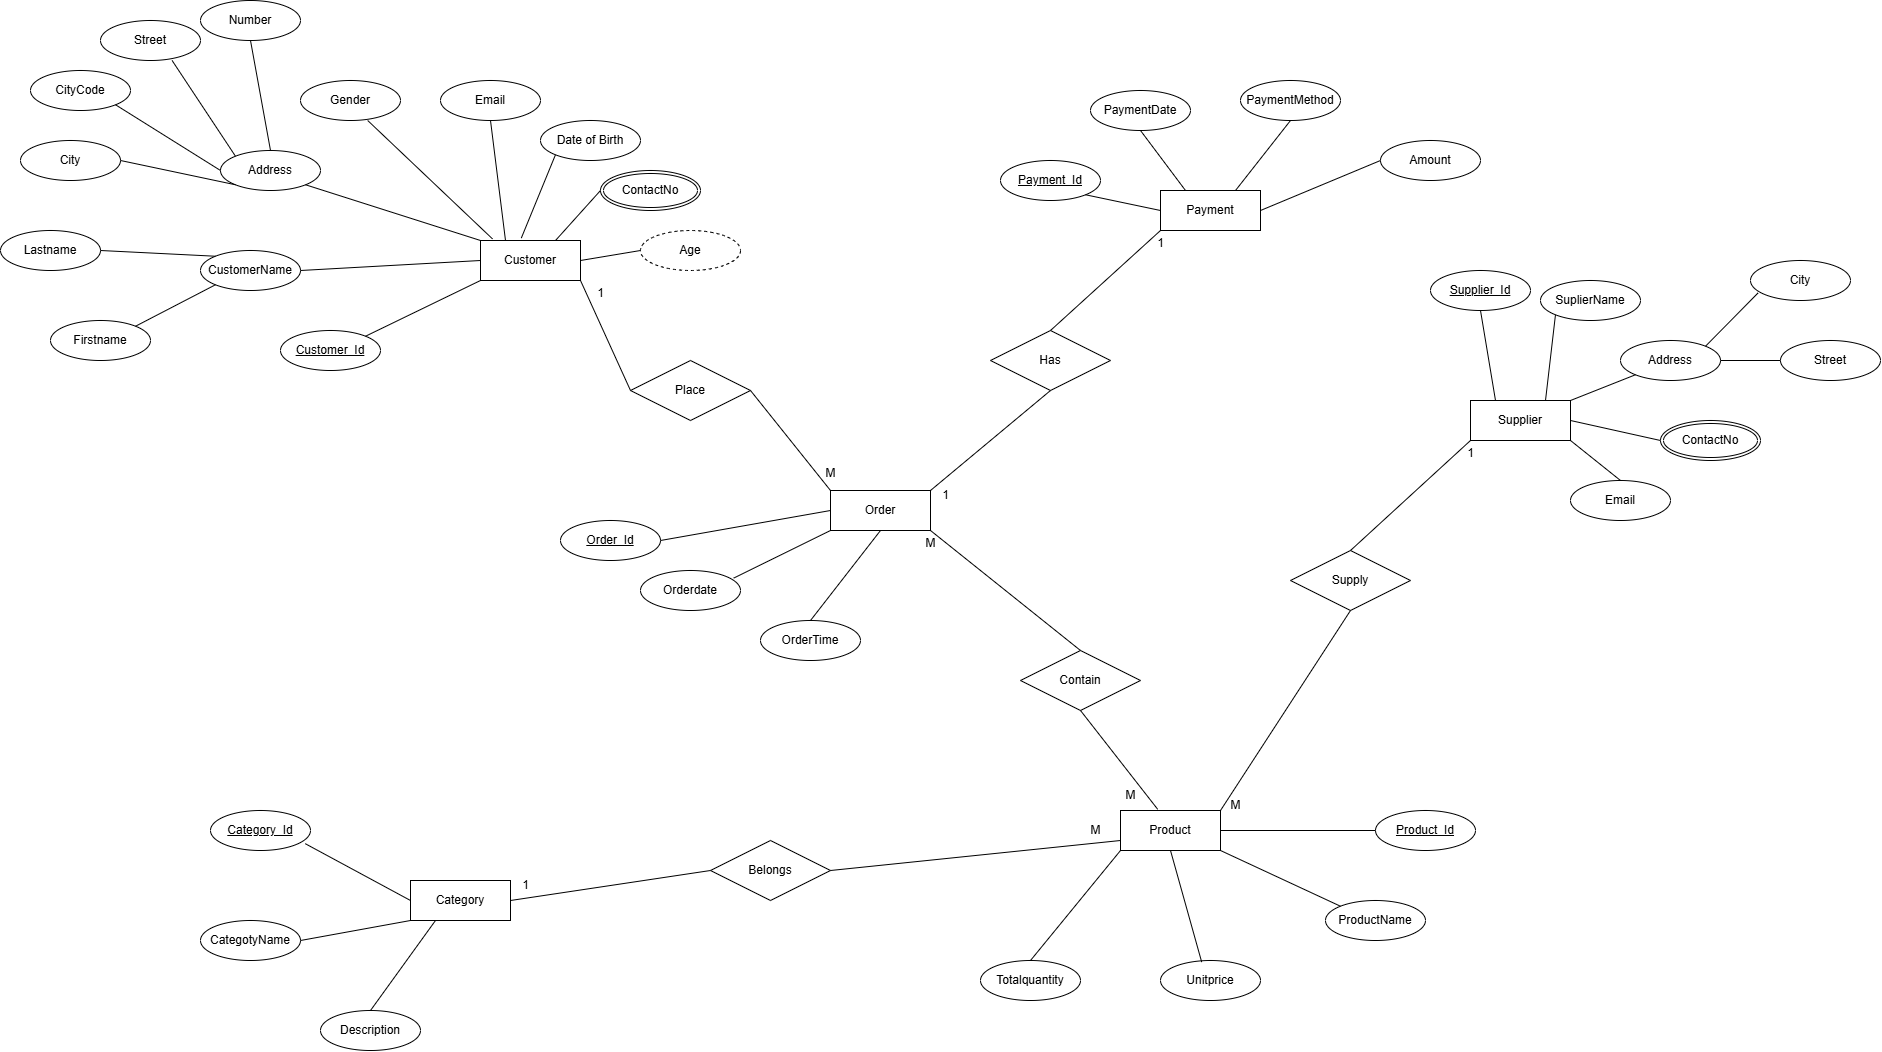 Number
Street
CityCode
Gender
Email
PaymentDate
PaymentMethod
Date of Birth
City
Address
Amount
Payment_Id
ContactNo
Payment
1
Lastname
CustomerName
Customer
Age
1
Firstname
Customer_Id
Supplier_Id
SuplierName
City
Place
Has
Address
Street
Supplier
1
ContactNo
M
1
Order
M
Email
Order_Id
Orderdate
OrderTime
Supply
Contain
M
M
Category_Id
M
Product
Product_Id
Belongs
1
Category
CategotyName
ProductName
Totalquantity
Unitprice
Description